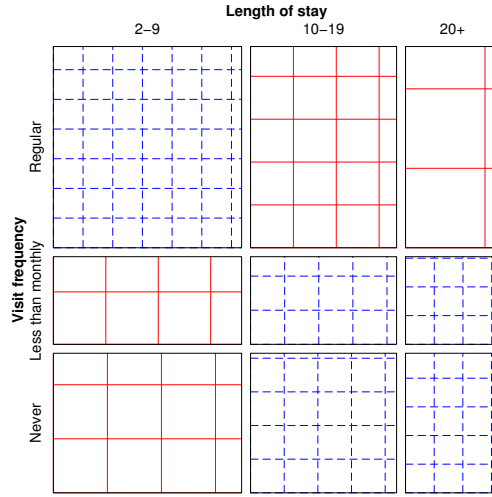 Length of stay
2–9 10–19 20+
Visit frequency
Regular
Less than monthly
Never